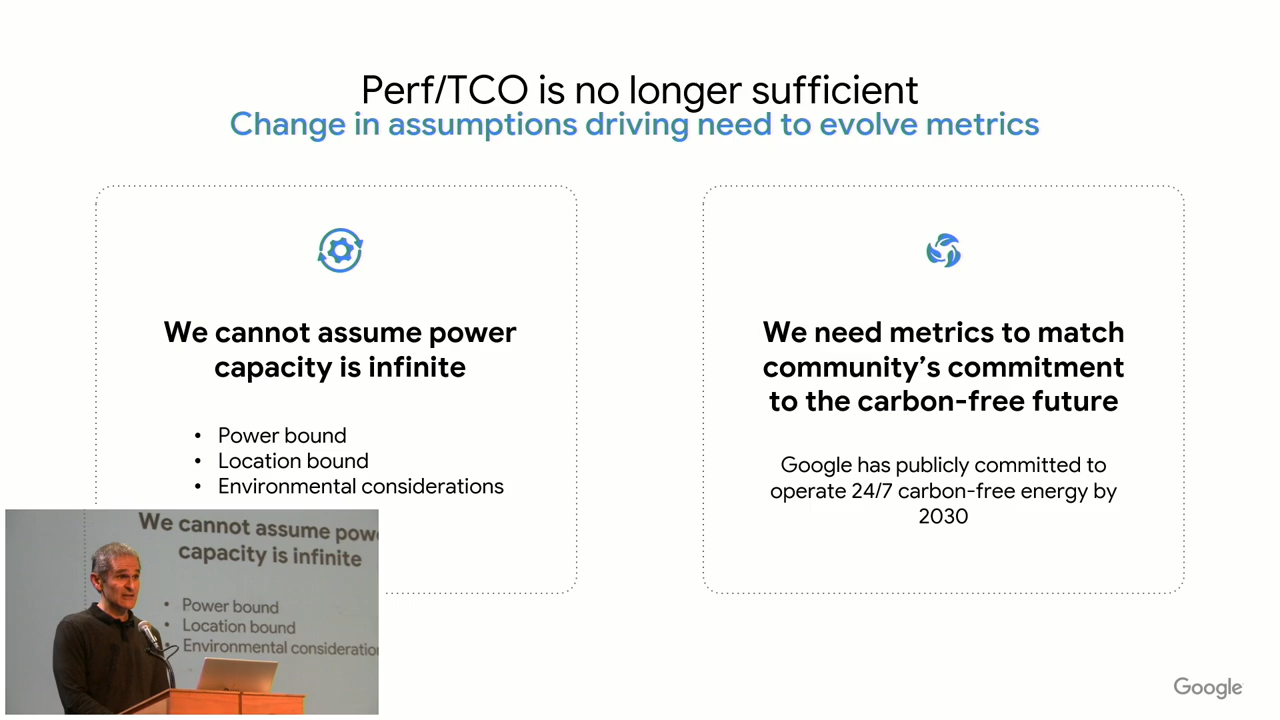 Perf/TCO is no longer sufficient
Change in assumptions driving need to evolve metrics
We cannot assume power
capacity is infinite
• Power bound
• Location bound
• Environmental considerations
We need metrics to match
community’s commitment
to the carbon-free future
Google has publicly committed to
operate 24/7 carbon-free energy by
2030
We cannot assume
capacity is infinite
• Power bound
• Location bound
• Environmental
Google